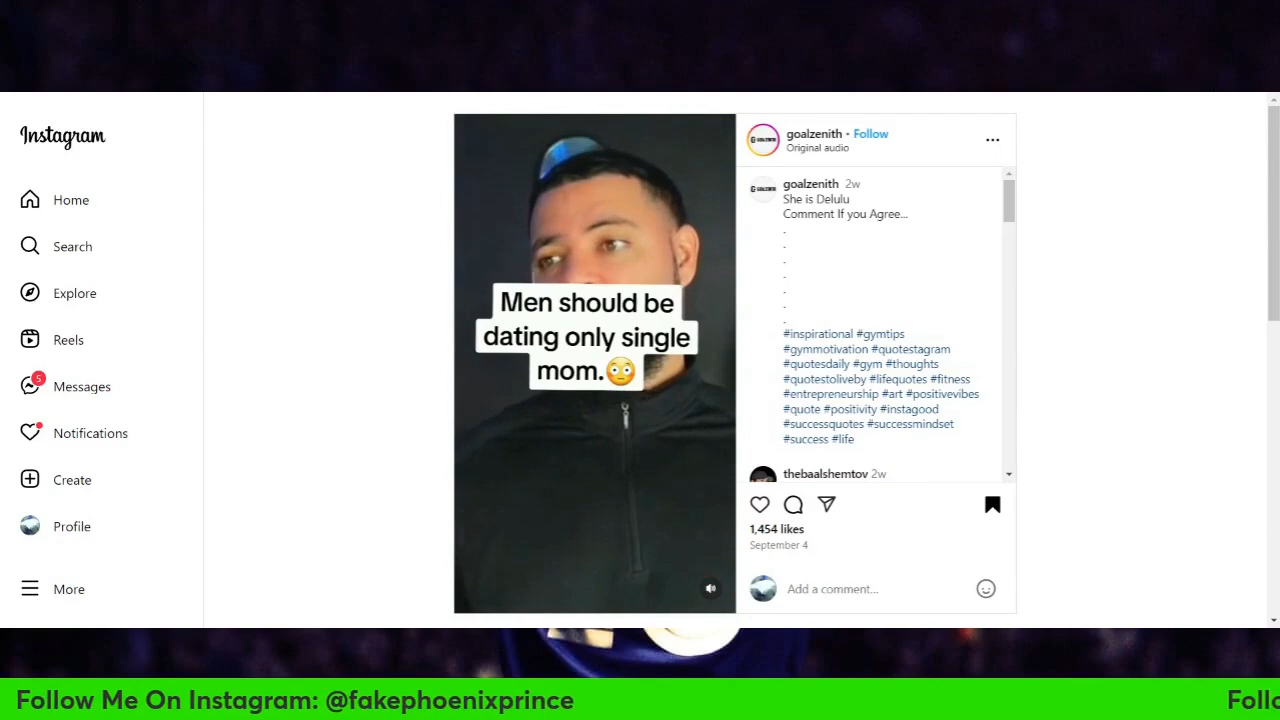 Instagram
Home
Search
Explore
Reels
5
Messages
Notifications
Create
Profile
More
Men should be
dating only single
mom.😳
goalzenith • Follow
Original audio
goalzenith 2w
She is Delulu
Comment If you Agree...
.
.
.
.
.
.
.
#inspirational #gymtips
#gymmotivation #quotestagram
#quotesdaily #gym #thoughts
#quotestoliveby #lifequotes #fitness
#entrepreneurship #art #positivevibes
#quote #positivity #instagood
#successquotes #successmindset
#success #life
thebaalshemtov 2w
1,454 likes
September 4
Add a comment...
Follow Me On Instagram: @fakephoenixprince
Follo